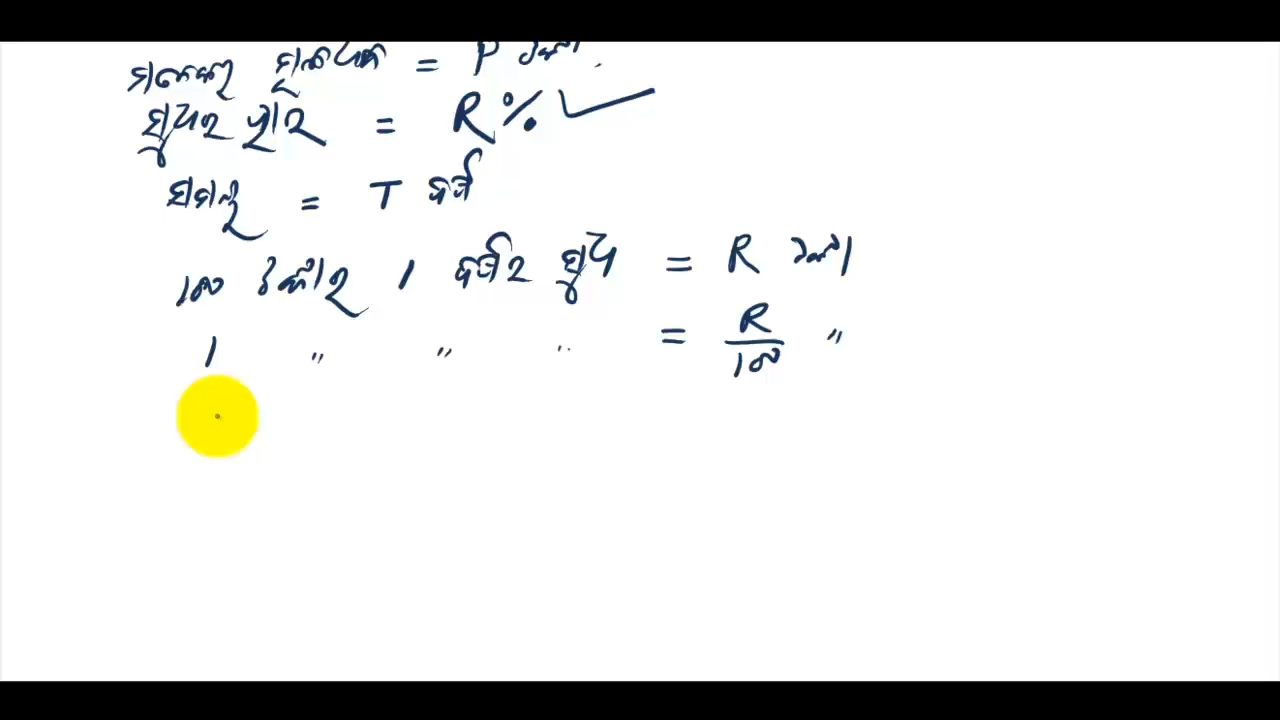 ମନେକର ମୂଳଧନ = P ଟଙ୍କା
ସୁଧର ହାର = R %
ସମୟ = T ବର୍ଷ
100 ଟଙ୍କାର 1 ବର୍ଷର ସୁଧ = R ଟଙ୍କା
1 " " " = R/100 "